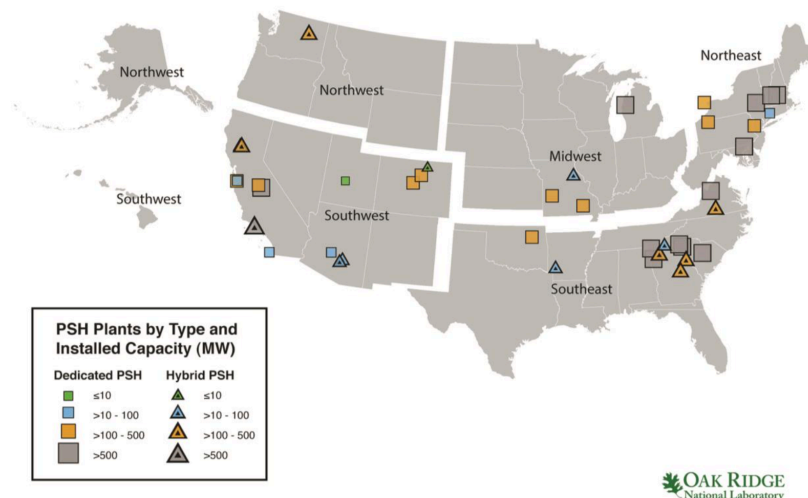 Northeast
Northwest
Northwest
Midwest
Southwest
Southwest
Southeast
PSH Plants by Type and
Installed Capacity (MW)
Dedicated PSH
Hybrid PSH
≤10
≤10
>10 - 100
>10 - 100
>100 - 500
>100 - 500
>500
>500
OAK RIDGE
National Laboratory